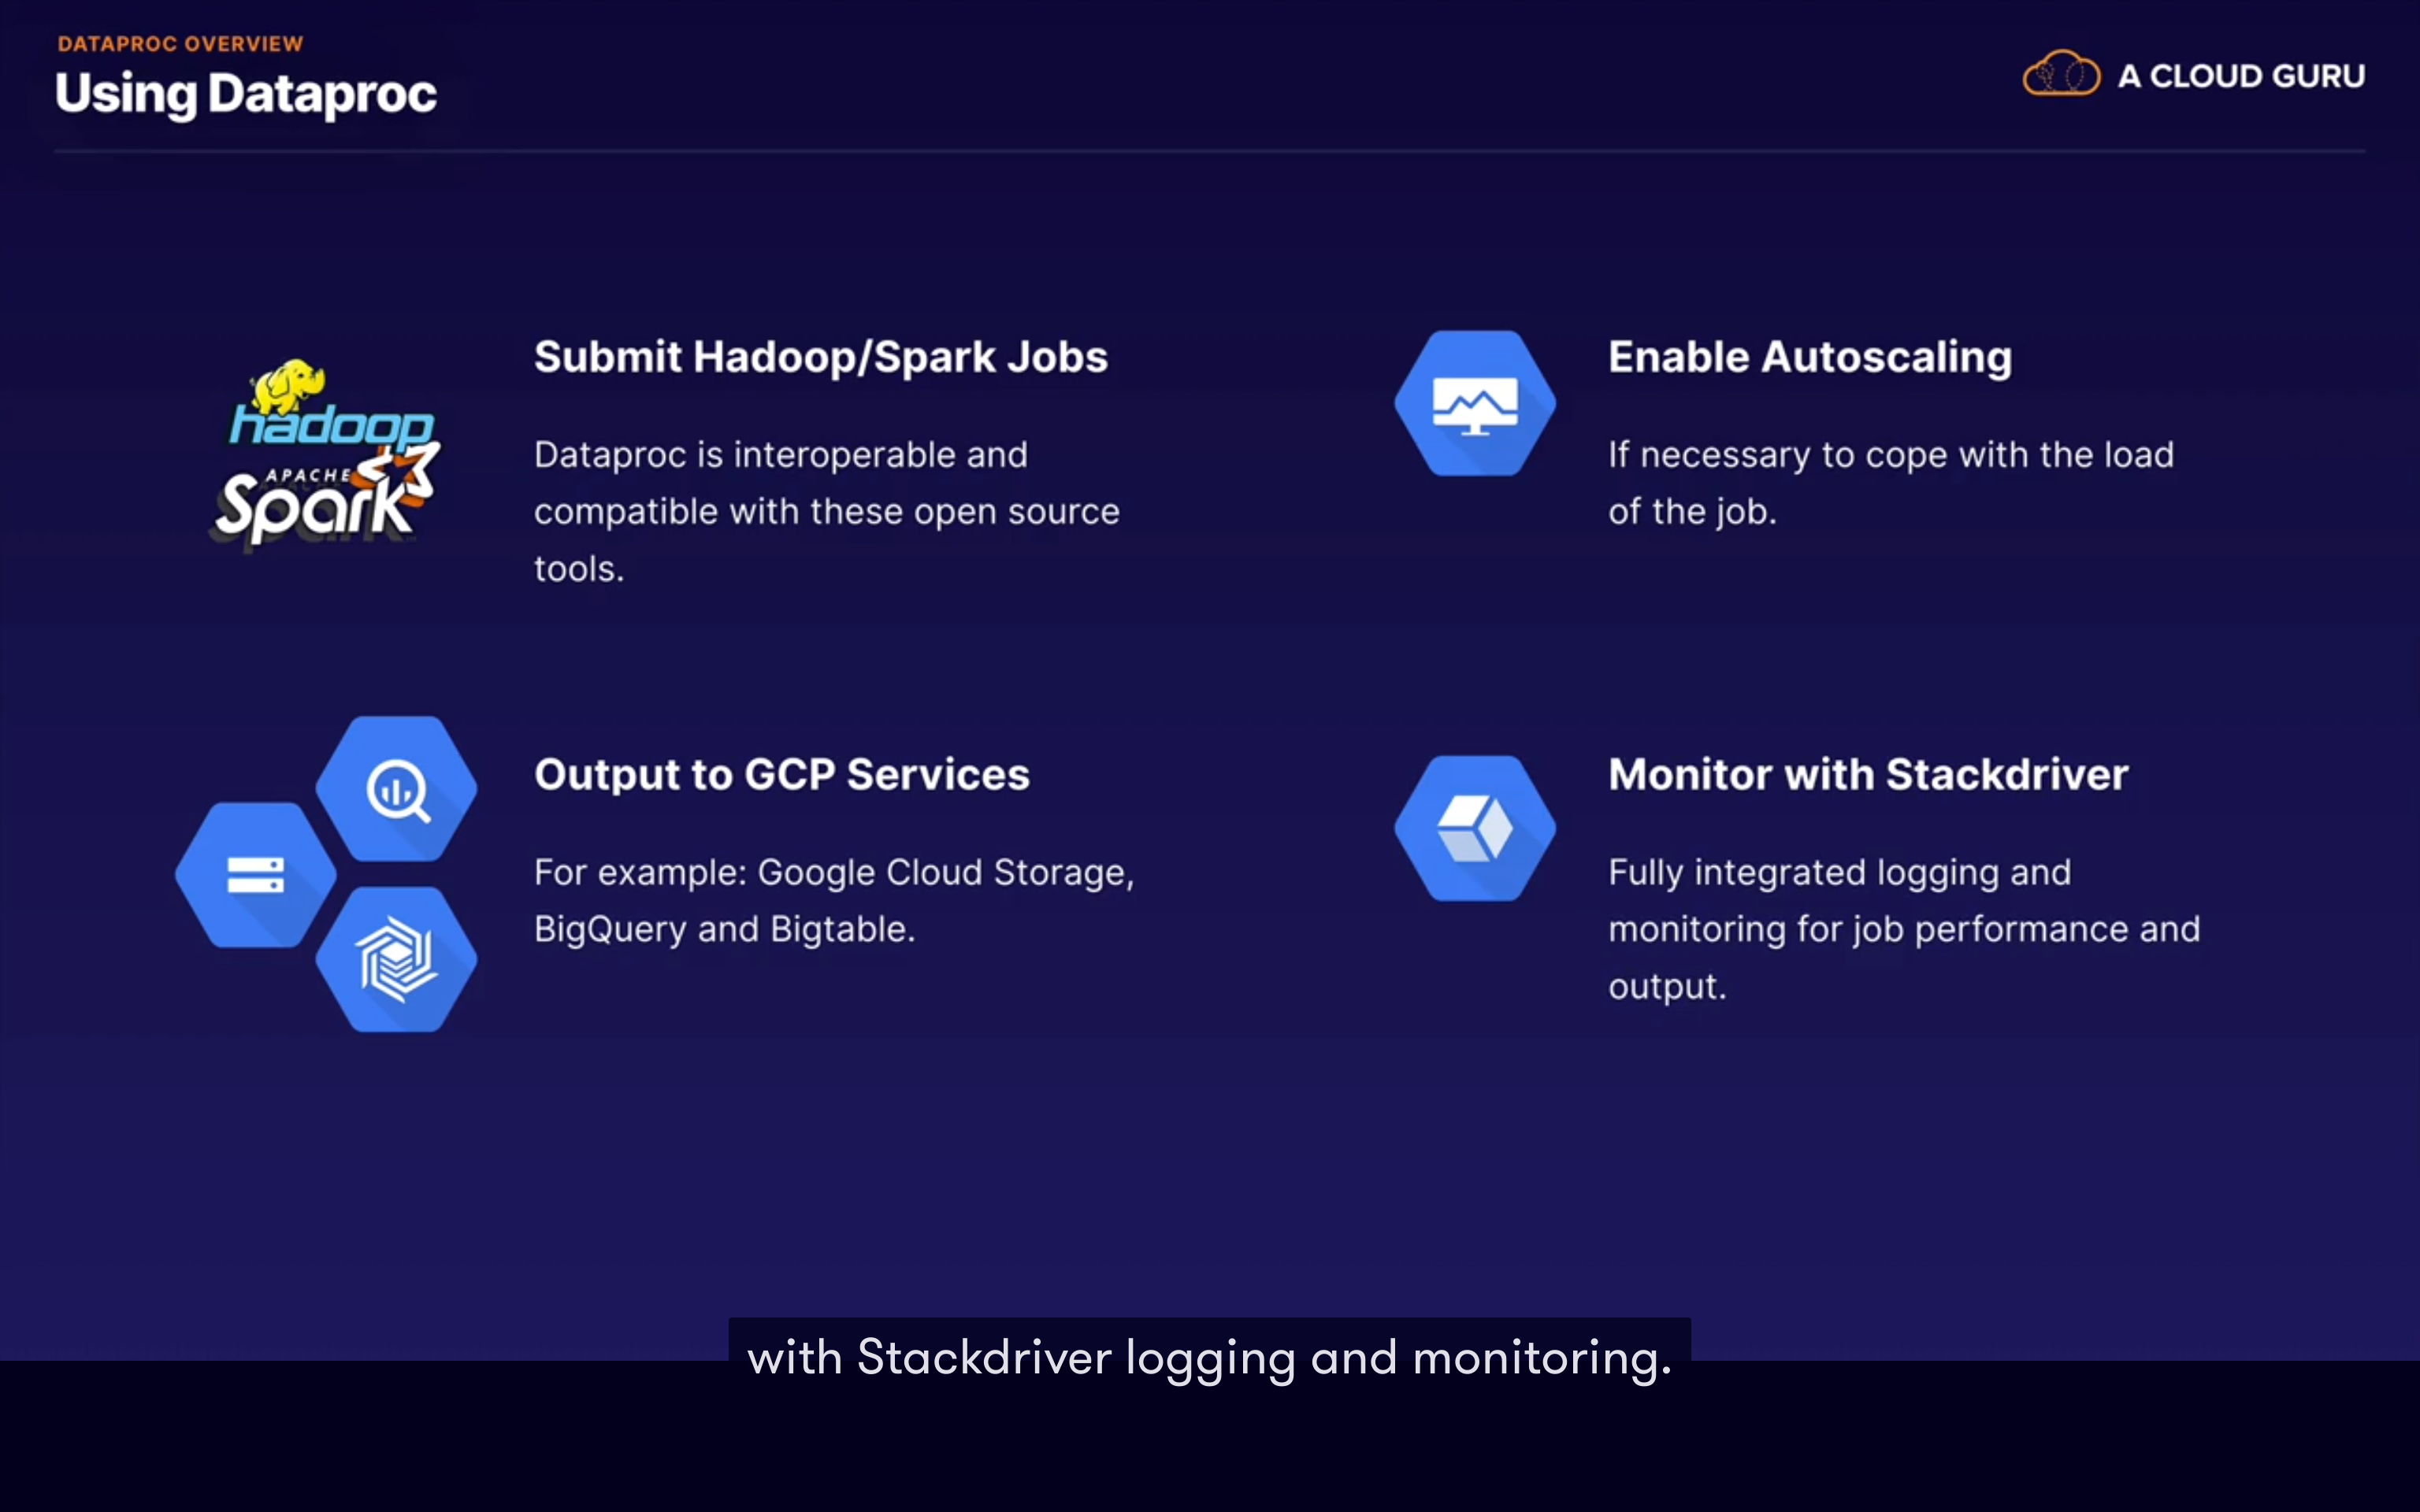 DATAPROC OVERVIEW
Using Dataproc
A CLOUD GURU
hadoop
APACHE
Spark
Submit Hadoop/Spark Jobs
Dataproc is interoperable and
compatible with these open source
tools.
Enable Autoscaling
If necessary to cope with the load
of the job.
Output to GCP Services
For example: Google Cloud Storage,
BigQuery and Bigtable.
Monitor with Stackdriver
Fully integrated logging and
monitoring for job performance and
output.
with Stackdriver logging and monitoring.